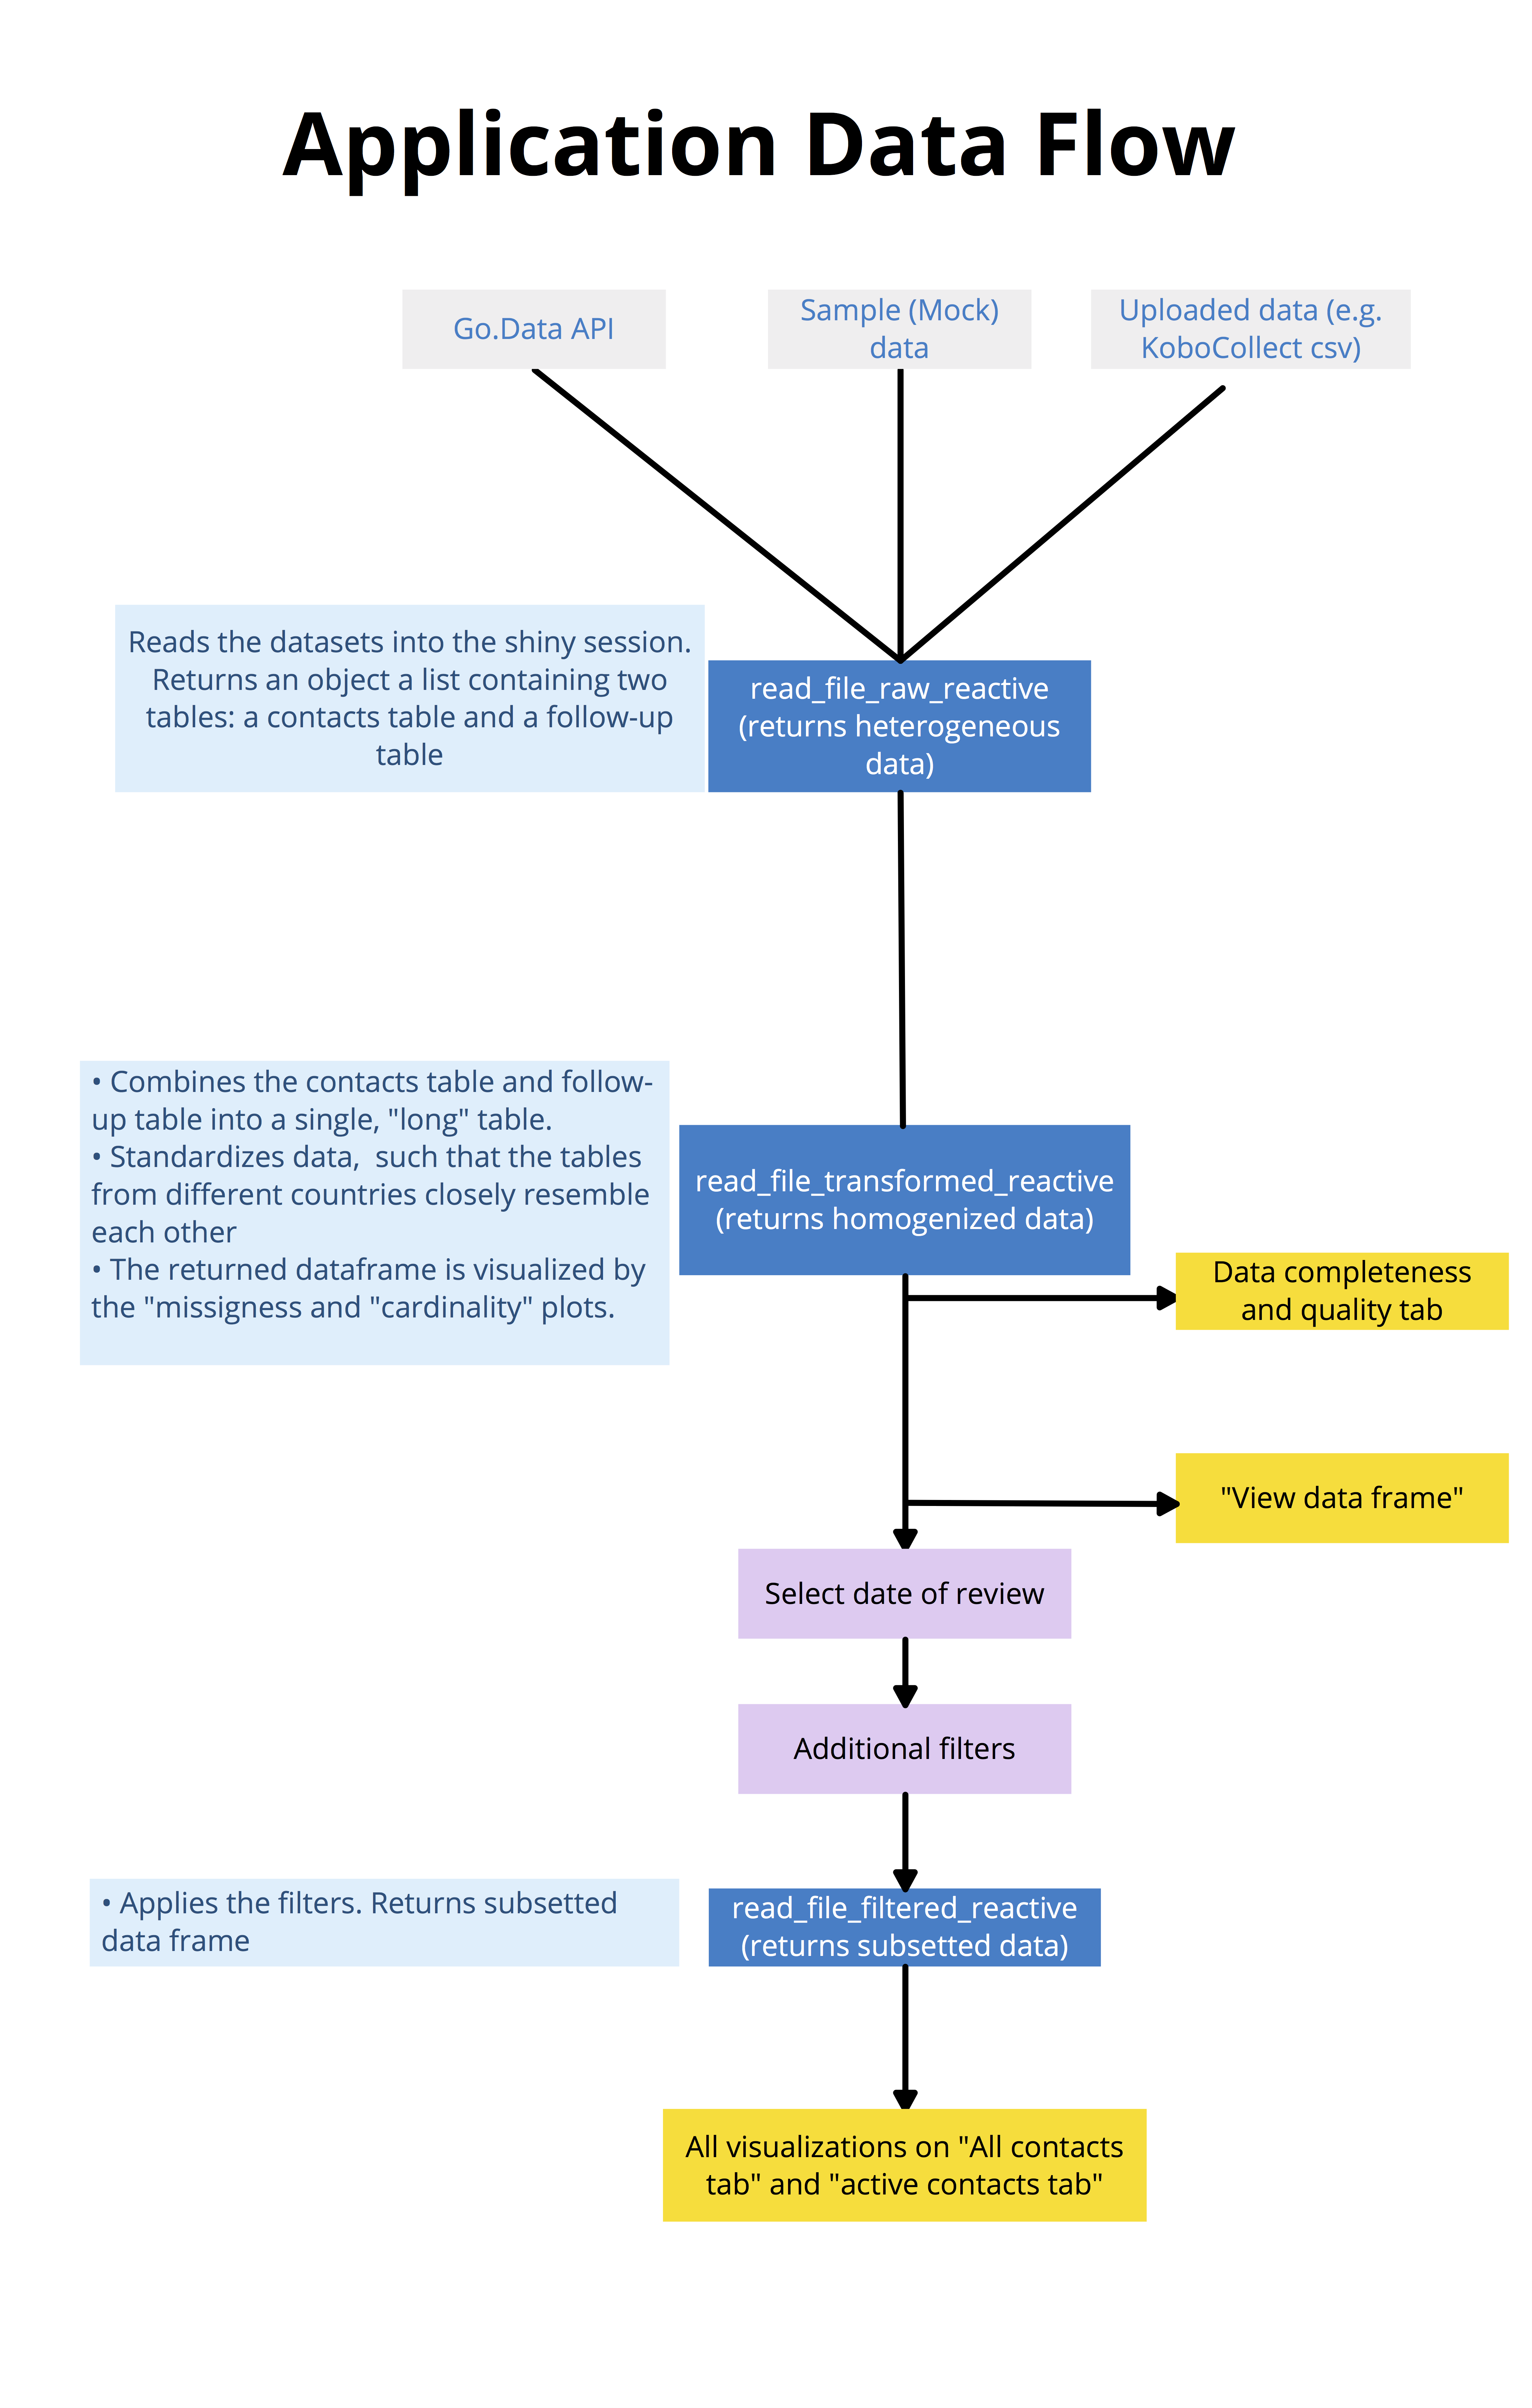 Application Data Flow
Go.Data API
Sample (Mock)
data
Uploaded data (e.g.
KoboCollect csv)
Reads the datasets into the shiny session.
Returns an object a list containing two
tables: a contacts table and a follow-up
table
read_file_raw_reactive
(returns heterogeneous
data)
• Combines the contacts table and follow-
up table into a single, "long" table.
• Standardizes data,  such that the tables
from different countries closely resemble
each other
• The returned dataframe is visualized by
the "missigness and "cardinality" plots.
read_file_transformed_reactive
(returns homogenized data)
Data completeness
and quality tab
"View data frame"
Select date of review
Additional filters
• Applies the filters. Returns subsetted
data frame
read_file_filtered_reactive
(returns subsetted data)
All visualizations on "All contacts
tab" and "active contacts tab"